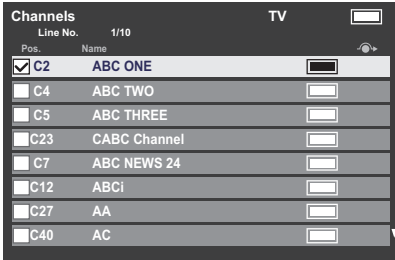 Channels TV
Line No. 1/10
Pos. Name
C2 ABC ONE
C4 ABC TWO
C5 ABC THREE
C23 CABC Channel
C7 ABC NEWS 24
C12 ABCi
C27 AA
C40 AC